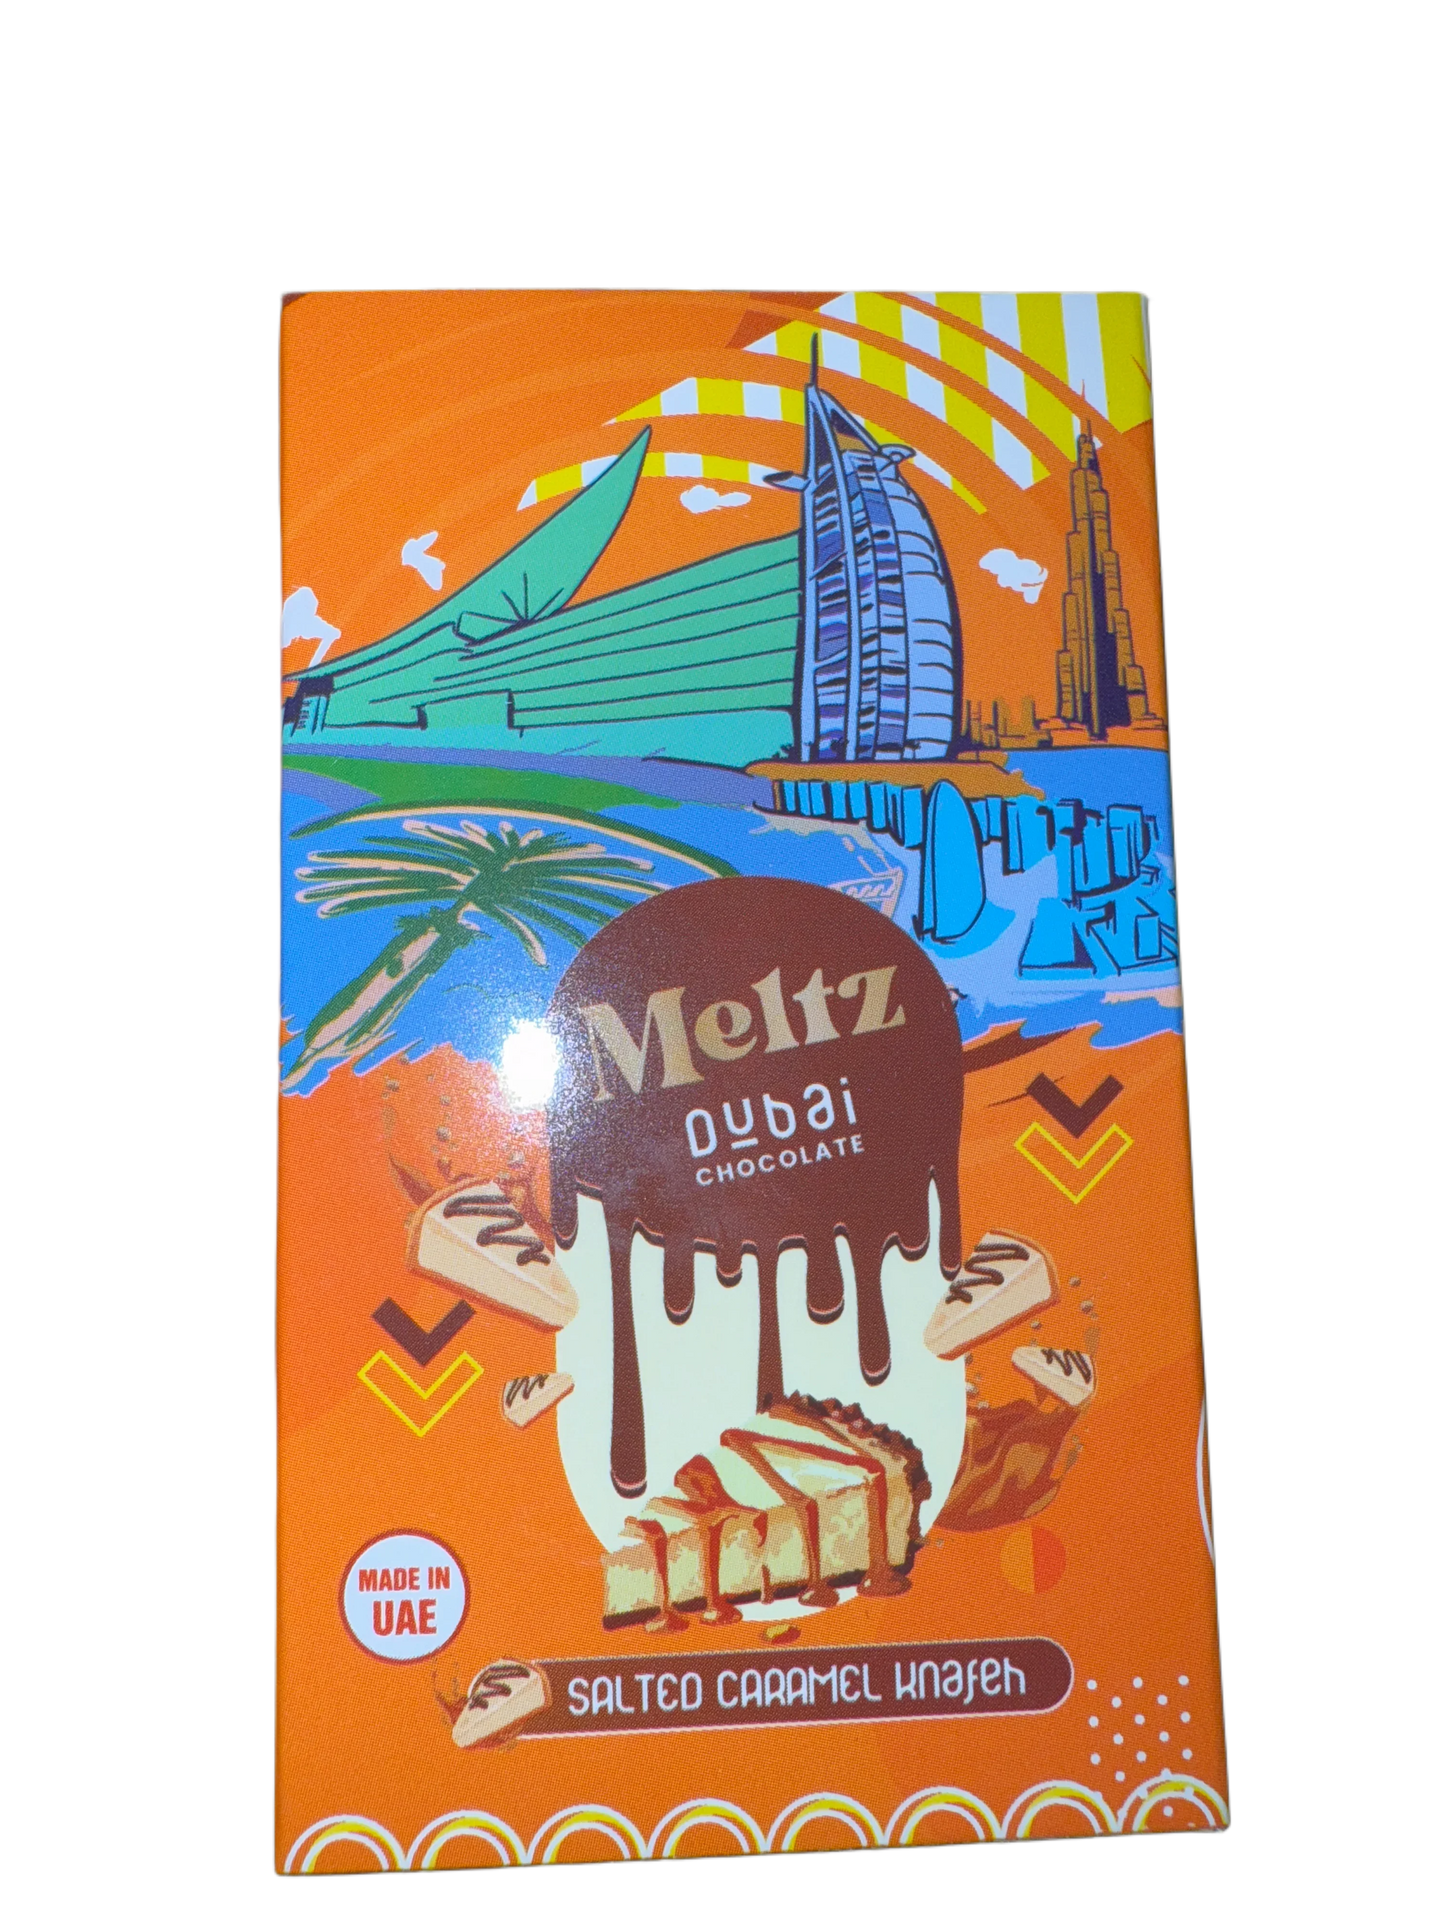 Meltz
Dubai
CHOCOLATE
MADE IN
UAE
SALTED CARAMEL Knafeh